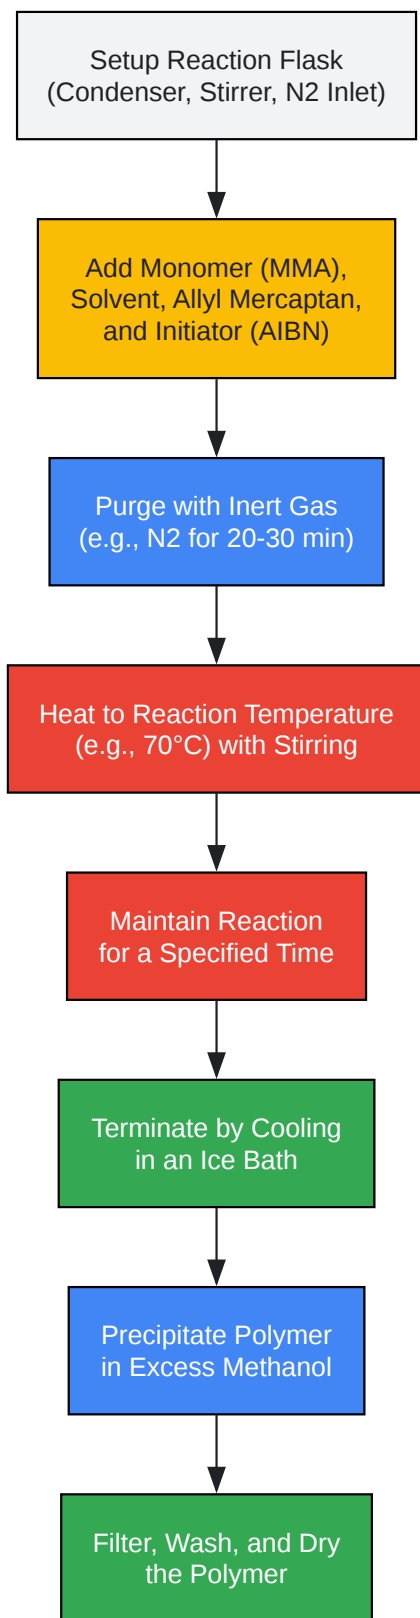 Setup Reaction Flask
(Condenser, Stirrer, N2 Inlet)
Add Monomer (MMA),
Solvent, Allyl Mercaptan,
and Initiator (AIBN)
Purge with Inert Gas
(e.g., N2 for 20-30 min)
Heat to Reaction Temperature
(e.g., 70°C) with Stirring
Maintain Reaction
for a Specified Time
Terminate by Cooling
in an Ice Bath
Precipitate Polymer
in Excess Methanol
Filter, Wash, and Dry
the Polymer